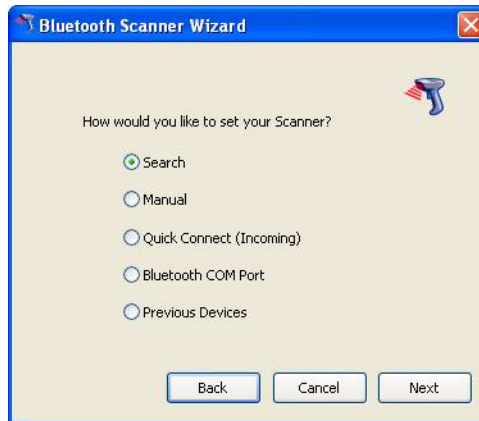 Bluetooth Scanner Wizard
How would you like to set your Scanner?
Search
Manual
Quick Connect (Incoming)
Bluetooth COM Port
Previous Devices
Back Cancel Next